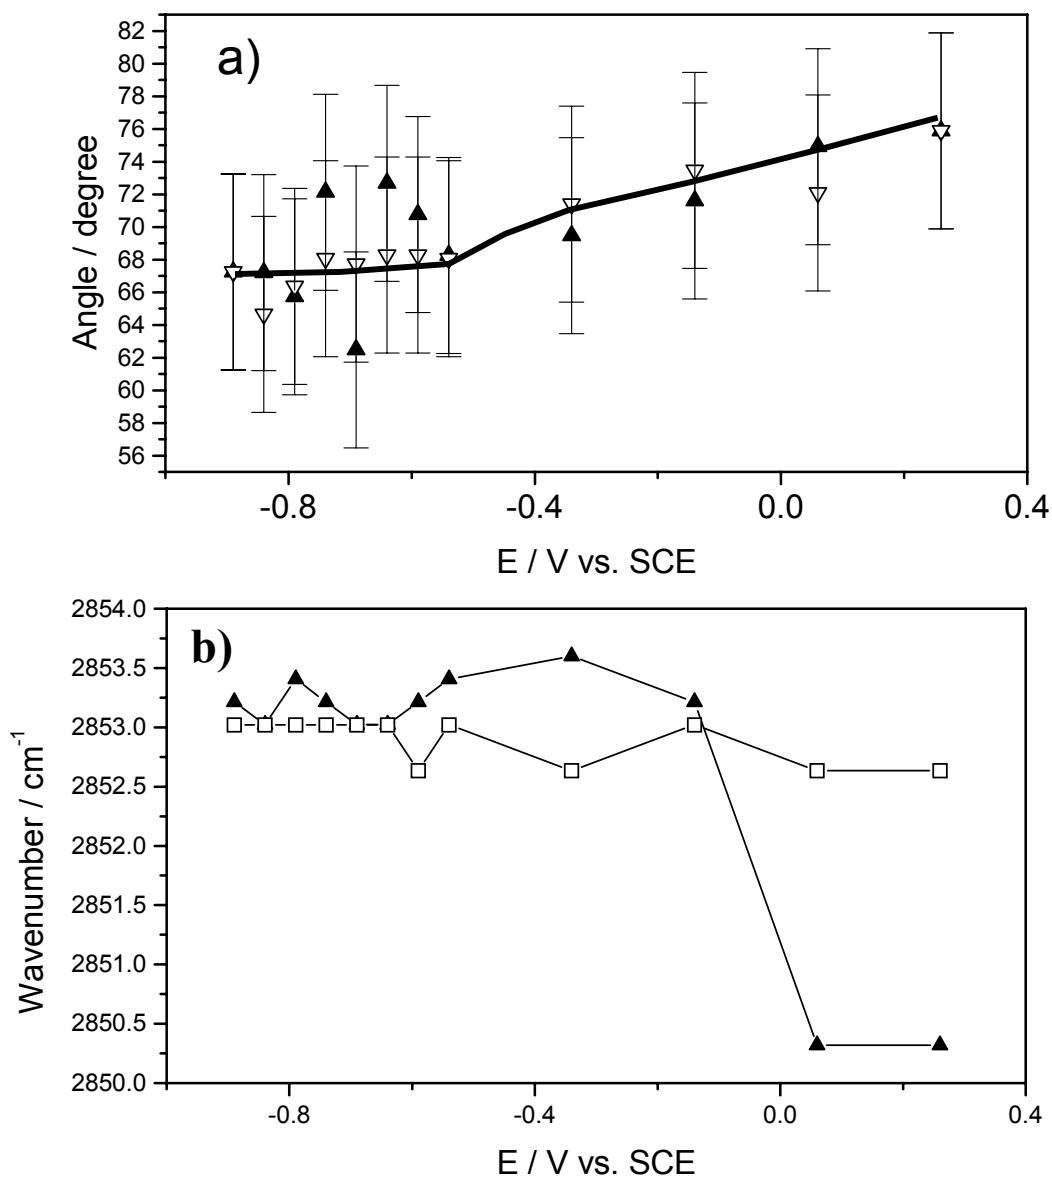 a)
82
80
78
76
74
72
70
68
66
64
62
60
58
56
Angle / degree
-0.8 -0.4 0.0 0.4
E / V vs. SCE
b)
2854.0
2853.5
2853.0
2852.5
2852.0
2851.5
2851.0
2850.5
2850.0
Wavenumber / cm⁻¹
-0.8 -0.4 0.0 0.4
E / V vs. SCE